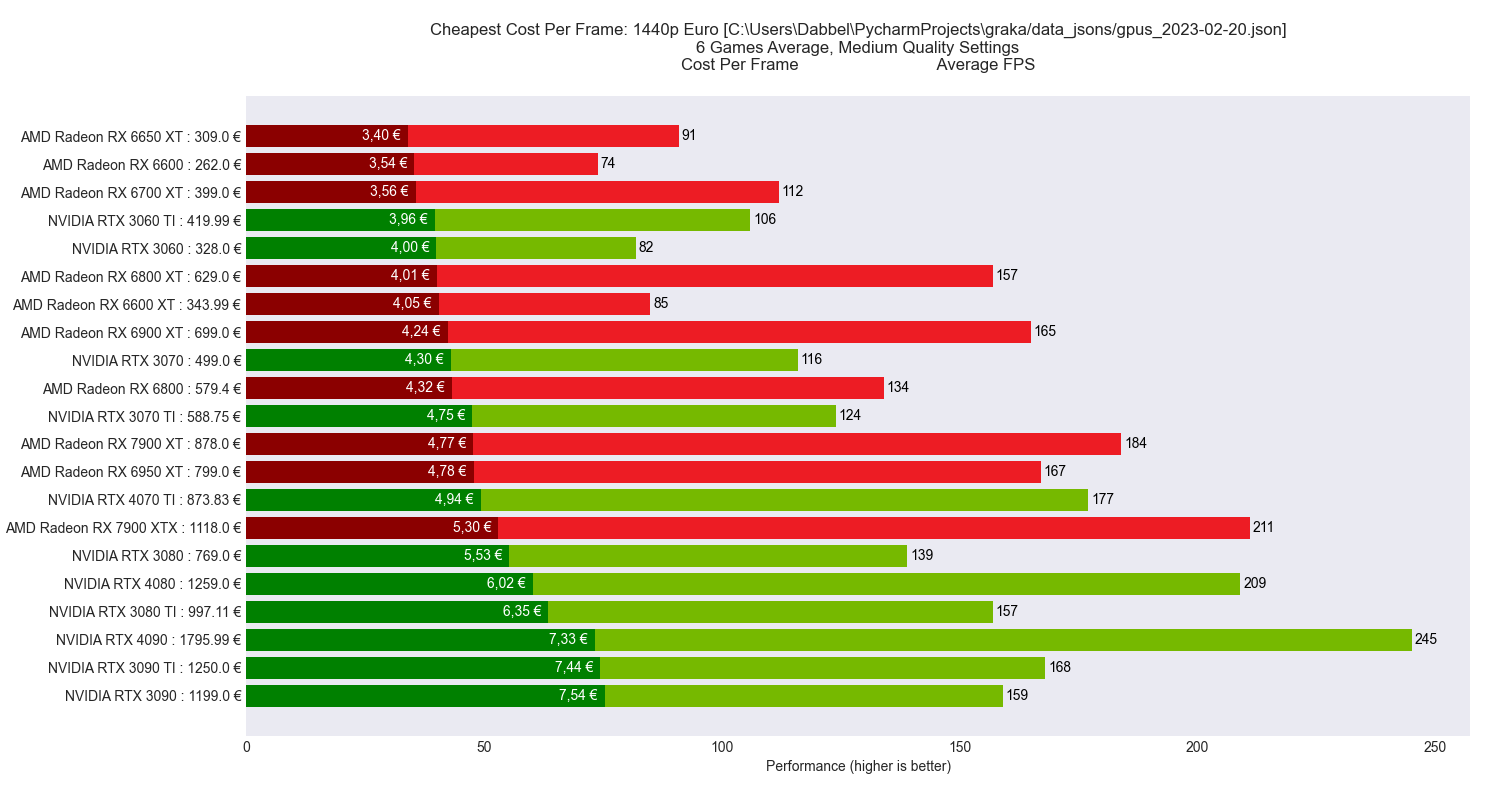 Cheapest Cost Per Frame: 1440p Euro [C:\Users\Dabbel\PycharmProjects\graka/data_jsons/gpus_2023-02-20.json]
6 Games Average, Medium Quality Settings
Cost Per Frame Average FPS
AMD Radeon RX 6650 XT : 309.0 € 3,40 € 91
AMD Radeon RX 6600 : 262.0 € 3,54 € 74
AMD Radeon RX 6700 XT : 399.0 € 3,56 € 112
NVIDIA RTX 3060 TI : 419.99 € 3,96 € 106
NVIDIA RTX 3060 : 328.0 € 4,00 € 82
AMD Radeon RX 6800 XT : 629.0 € 4,01 € 157
AMD Radeon RX 6600 XT : 343.99 € 4,05 € 85
AMD Radeon RX 6900 XT : 699.0 € 4,24 € 165
NVIDIA RTX 3070 : 499.0 € 4,30 € 116
AMD Radeon RX 6800 : 579.4 € 4,32 € 134
NVIDIA RTX 3070 TI : 588.75 € 4,75 € 124
AMD Radeon RX 7900 XT : 878.0 € 4,77 € 184
AMD Radeon RX 6950 XT : 799.0 € 4,78 € 167
NVIDIA RTX 4070 TI : 873.83 € 4,94 € 177
AMD Radeon RX 7900 XTX : 1118.0 € 5,30 € 211
NVIDIA RTX 3080 : 769.0 € 5,53 € 139
NVIDIA RTX 4080 : 1259.0 € 6,02 € 209
NVIDIA RTX 3080 TI : 997.11 € 6,35 € 157
NVIDIA RTX 4090 : 1795.99 € 7,33 € 245
NVIDIA RTX 3090 TI : 1250.0 € 7,44 € 168
NVIDIA RTX 3090 : 1199.0 € 7,54 € 159
0 50 100 150 200 250
Performance (higher is better)